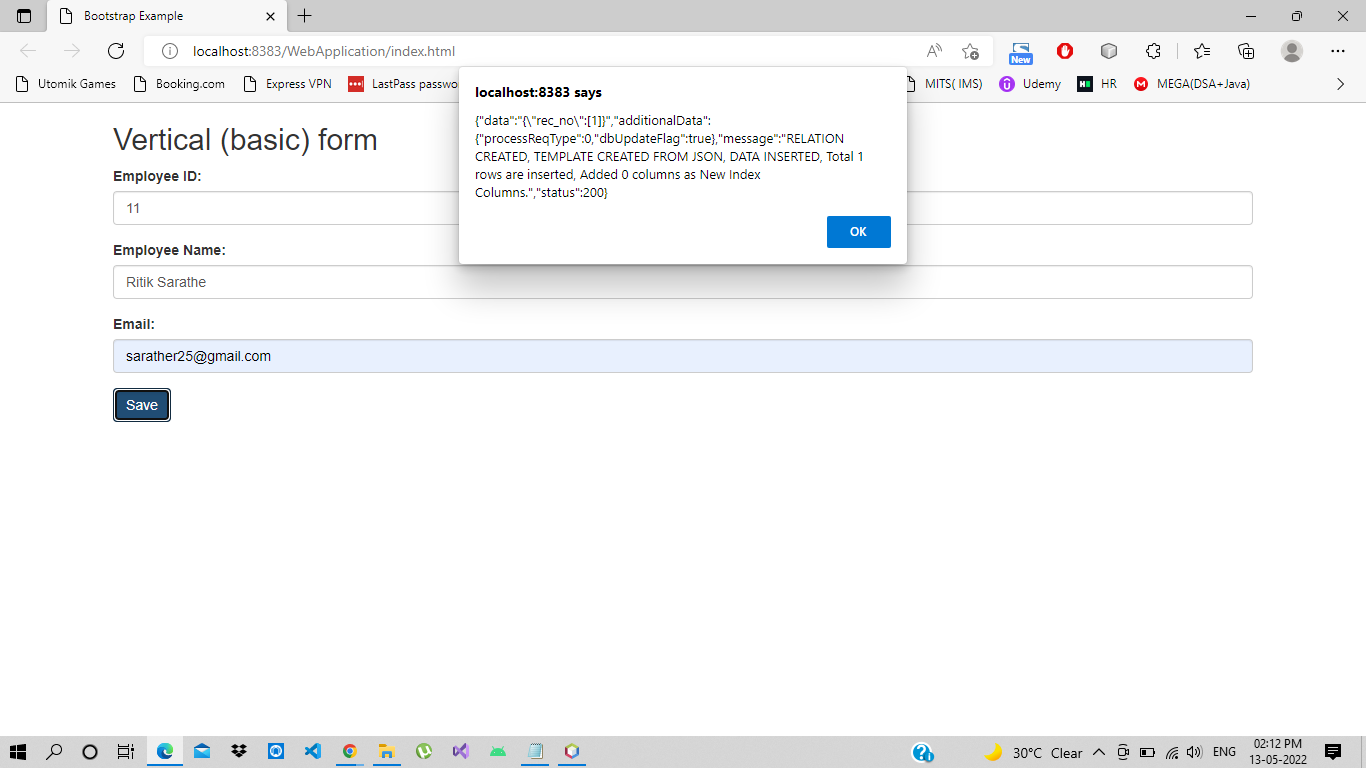 Bootstrap Example
localhost:8383/WebApplication/index.html
New
Utomik Games
Booking.com
Express VPN
LastPass passwo
MITS( IMS)
Udemy
HR
MEGA(DSA+Java)
localhost:8383 says
{"data":"{\"rec_no\":[1]}","additionalData":
{"processReqType":0,"dbUpdateFlag":true},"message":"RELATION
CREATED, TEMPLATE CREATED FROM JSON, DATA INSERTED, Total 1
rows are inserted, Added 0 columns as New Index
Columns.","status":200}
OK
Vertical (basic) form
Employee ID:
11
Employee Name:
Ritik Sarathe
Email:
sarather25@gmail.com
Save
30°C Clear
ENG
02:12 PM
13-05-2022